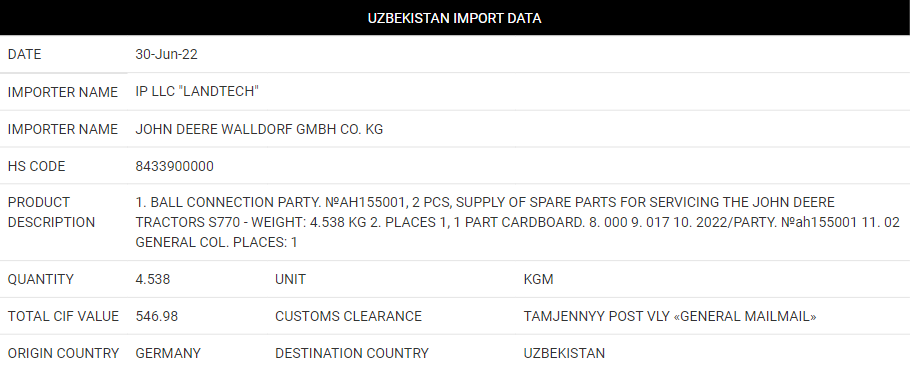 UZBEKISTAN IMPORT DATA
DATE 30-Jun-22
IMPORTER NAME IP LLC "LANDTECH"
IMPORTER NAME JOHN DEERE WALLDORF GMBH CO. KG
HS CODE 8433900000
PRODUCT DESCRIPTION 1. BALL CONNECTION PARTY. №AH155001, 2 PCS, SUPPLY OF SPARE PARTS FOR SERVICING THE JOHN DEERE
TRACTORS S770 - WEIGHT: 4.538 KG 2. PLACES 1, 1 PART CARDBOARD. 8. 000 9. 017 10. 2022/PARTY. №ah155001 11. 02
GENERAL COL. PLACES: 1
QUANTITY 4.538 UNIT KGM
TOTAL CIF VALUE 546.98 CUSTOMS CLEARANCE TAMJENNYY POST VLY «GENERAL MAILMAIL»
ORIGIN COUNTRY GERMANY DESTINATION COUNTRY UZBEKISTAN